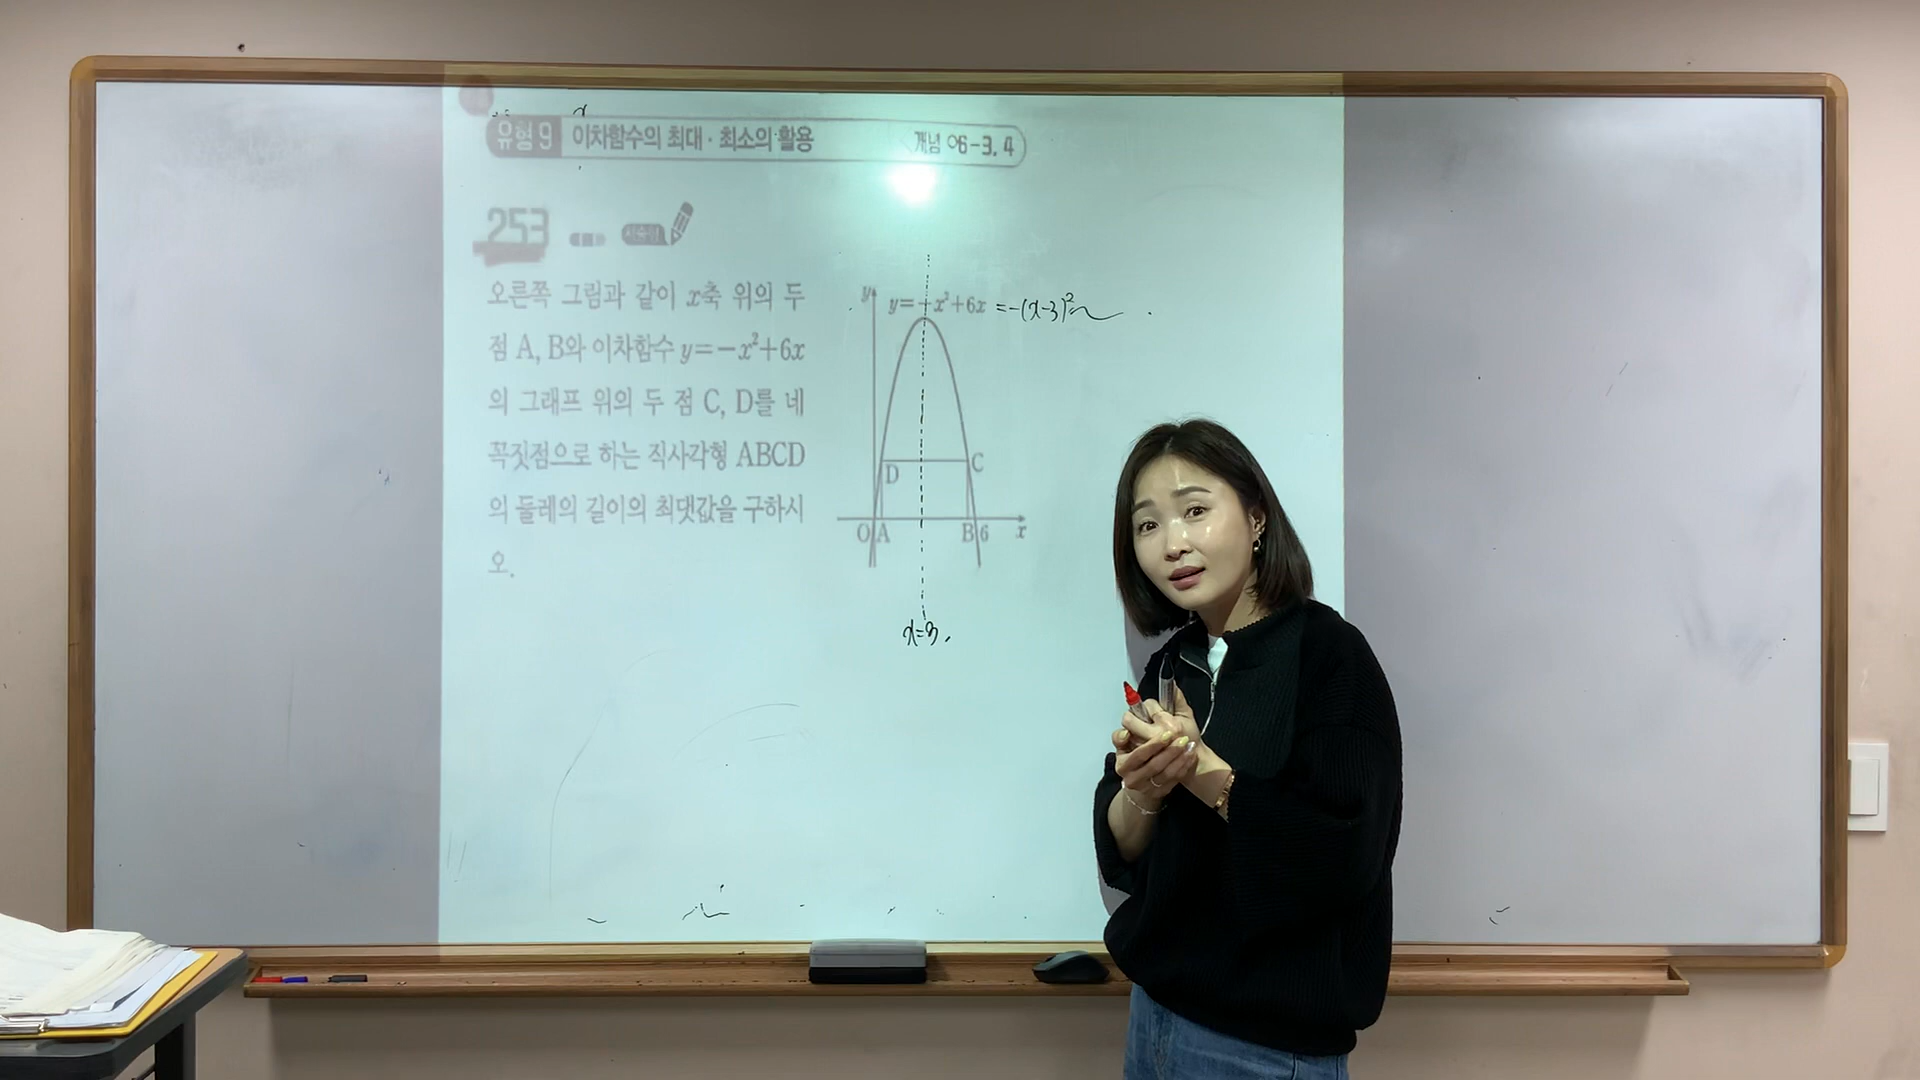 유형 9 이차함수의 최대·최소의 활용 개념 06-3, 4
253 서술형
오른쪽 그림과 같이 x축 위의 두
점 A, B와 이차함수 y=-x²+6x
의 그래프 위의 두 점 C, D를 네
꼭짓점으로 하는 직사각형 ABCD
의 둘레의 길이의 최댓값을 구하시
오.
y y=-x²+6x =-(x-3)²
D C
O A B 6 x
x=3.